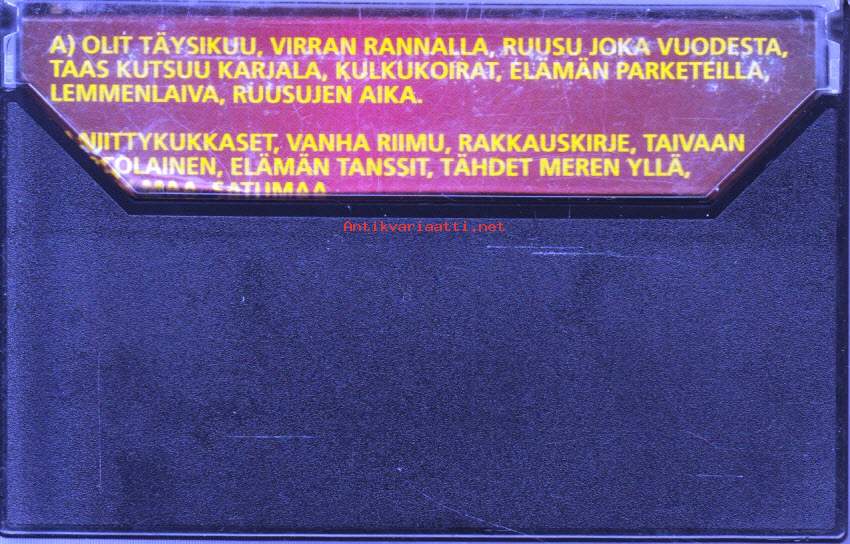 A) OLIT TÄYSIKUU, VIRRAN RANNALLA, RUUSU JOKA VUODESTA,
TAAS KUTSUU KARJALA, KULKUKOIRAT, ELÄMÄN PARKETEILLA,
LEMMENLAIVA, RUUSUJEN AIKA.
NIITTYKUKKASET, VANHA RIIMU, RAKKAUSKIRJE, TAIVAAN
ELÄMÄN TANSSIT, TÄHDET MEREN YLLÄ,
SATUMAA
Antikvariaatti.net